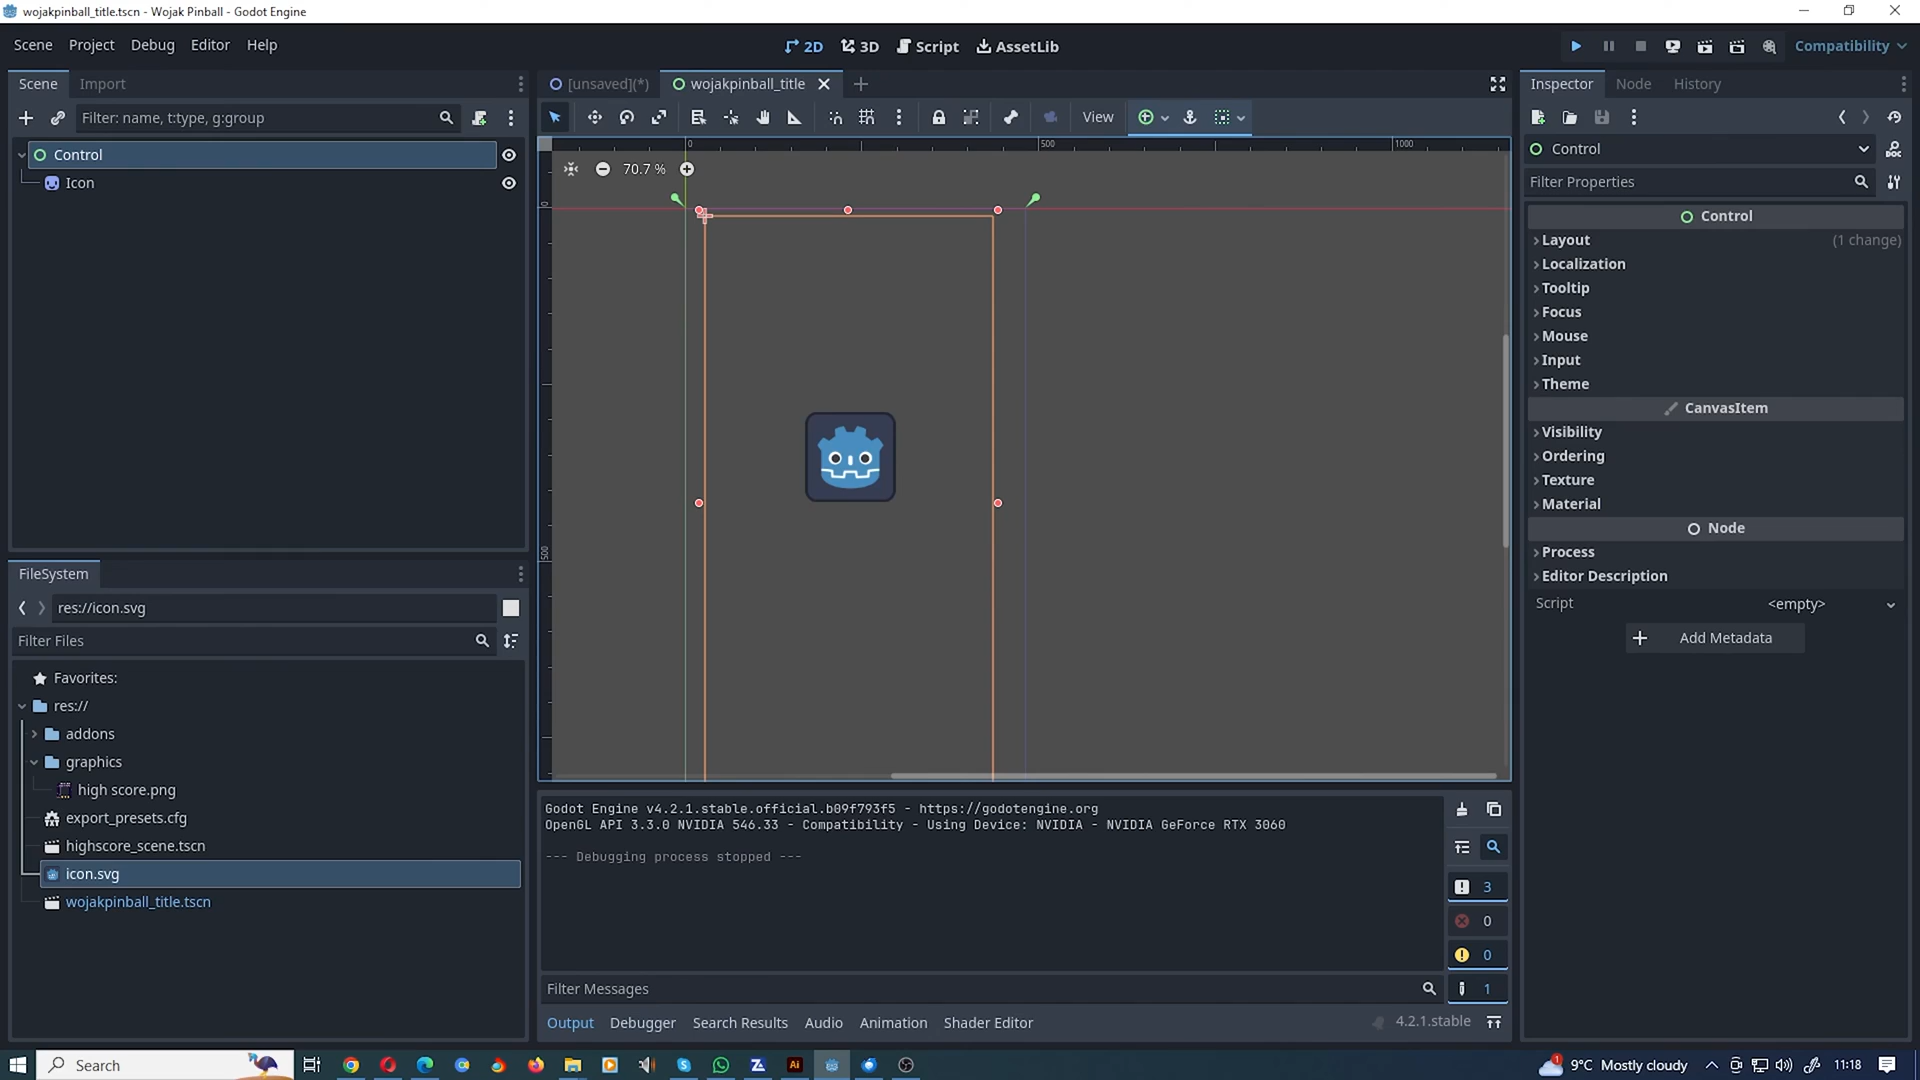 wojakpinball_title.tscn - Wojak Pinball - Godot Engine
Scene Project Debug Editor Help
2D 3D Script AssetLib
Compatibility
Scene Import
[unsaved](*) wojakpinball_title
Inspector Node History
Filter: name, t:type, g:group
View
Control
Icon
0 500 1000
70.7 %
0
500
Control
Filter Properties
Control
Layout (1 change)
Localization
Tooltip
Focus
Mouse
Input
Theme
CanvasItem
Visibility
Ordering
Texture
Material
Node
Process
Editor Description
Script <empty>
Add Metadata
FileSystem
res://icon.svg
Filter Files
Favorites:
res://
addons
graphics
high score.png
export_presets.cfg
highscore_scene.tscn
icon.svg
wojakpinball_title.tscn
Godot Engine v4.2.1.stable.official.b09f793f5 - https://godotengine.org
OpenGL API 3.3.0 NVIDIA 546.33 - Compatibility - Using Device: NVIDIA - NVIDIA GeForce RTX 3060
--- Debugging process stopped ---
3
0
0
1
Filter Messages
Output Debugger Search Results Audio Animation Shader Editor
4.2.1.stable
Search
Ai
1
9°C Mostly cloudy
11:18